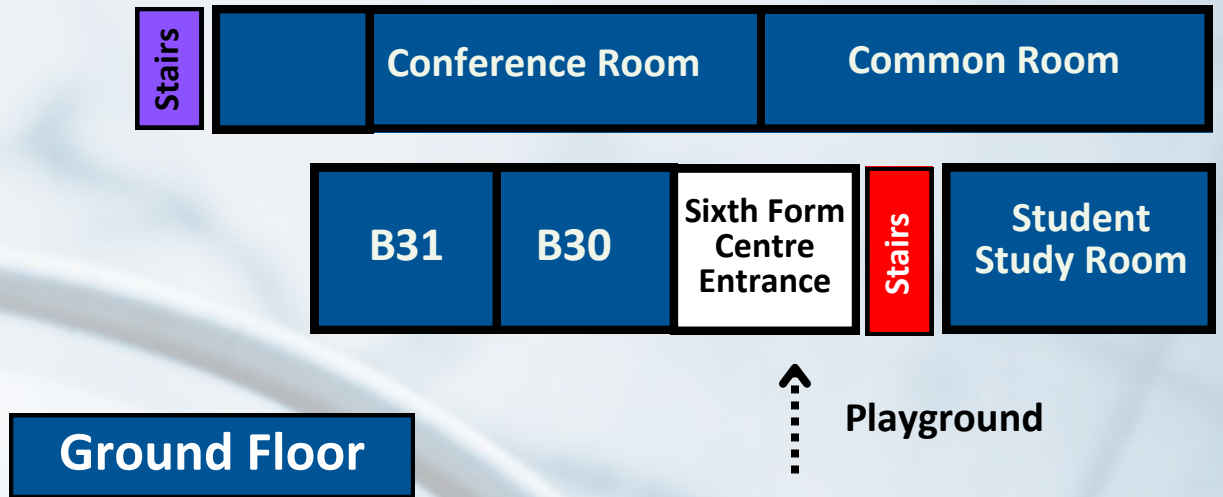 Stairs
Conference Room
Common Room
B31
B30
Sixth Form
Centre
Entrance
Stairs
Student
Study Room
Playground
Ground Floor